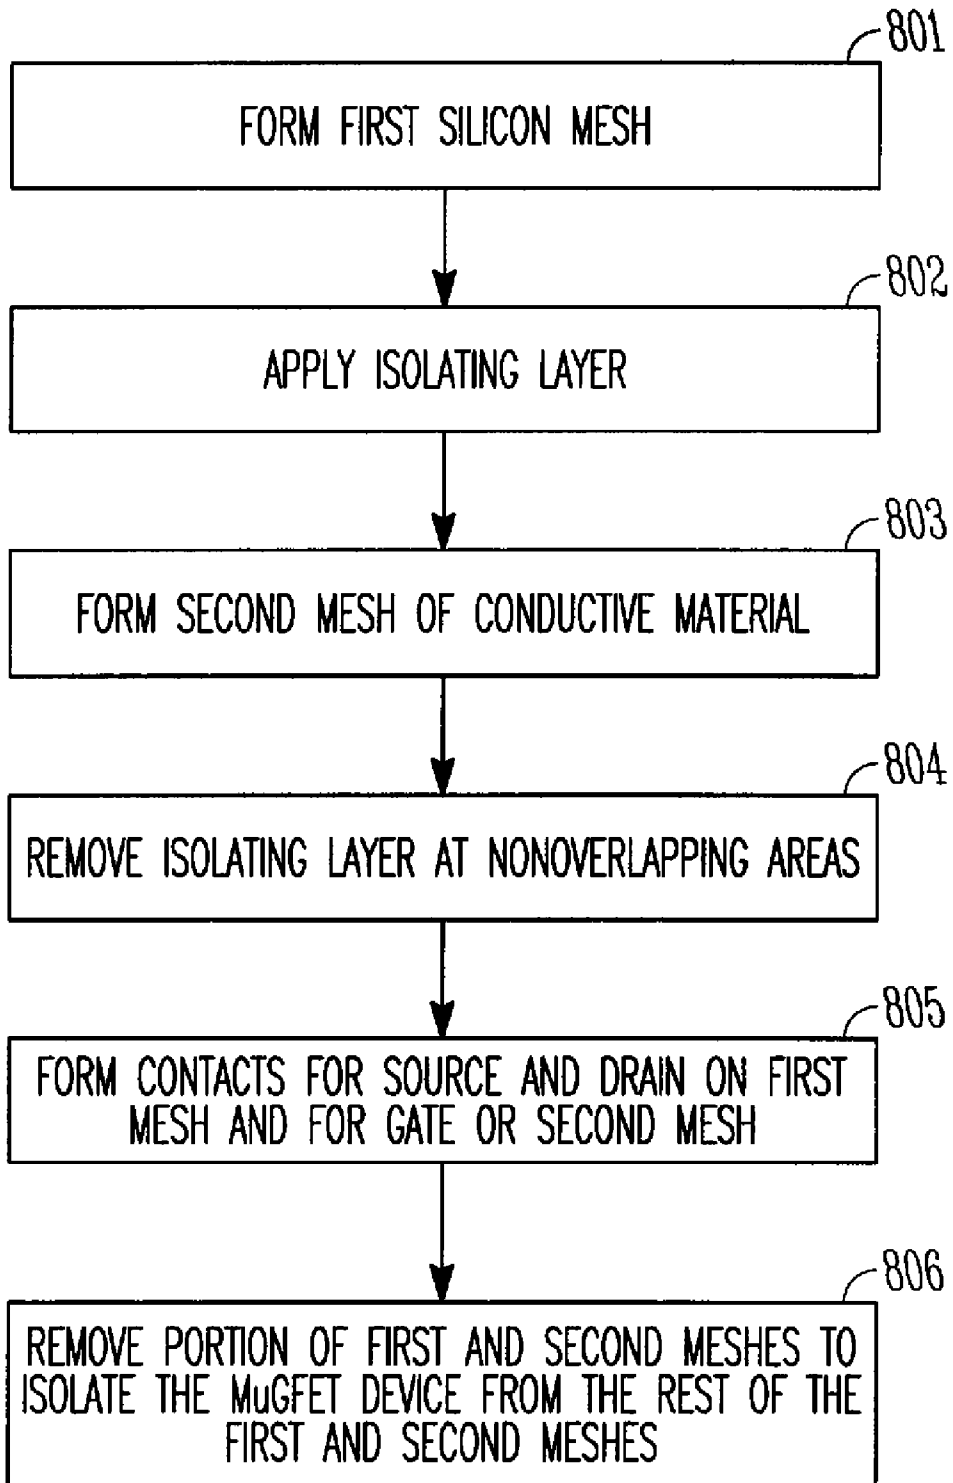 801
FORM FIRST SILICON MESH
802
APPLY ISOLATING LAYER
803
FORM SECOND MESH OF CONDUCTIVE MATERIAL
804
REMOVE ISOLATING LAYER AT NONOVERLAPPING AREAS
805
FORM CONTACTS FOR SOURCE AND DRAIN ON FIRST
MESH AND FOR GATE OR SECOND MESH
806
REMOVE PORTION OF FIRST AND SECOND MESHES TO
ISOLATE THE MuGFET DEVICE FROM THE REST OF THE
FIRST AND SECOND MESHES